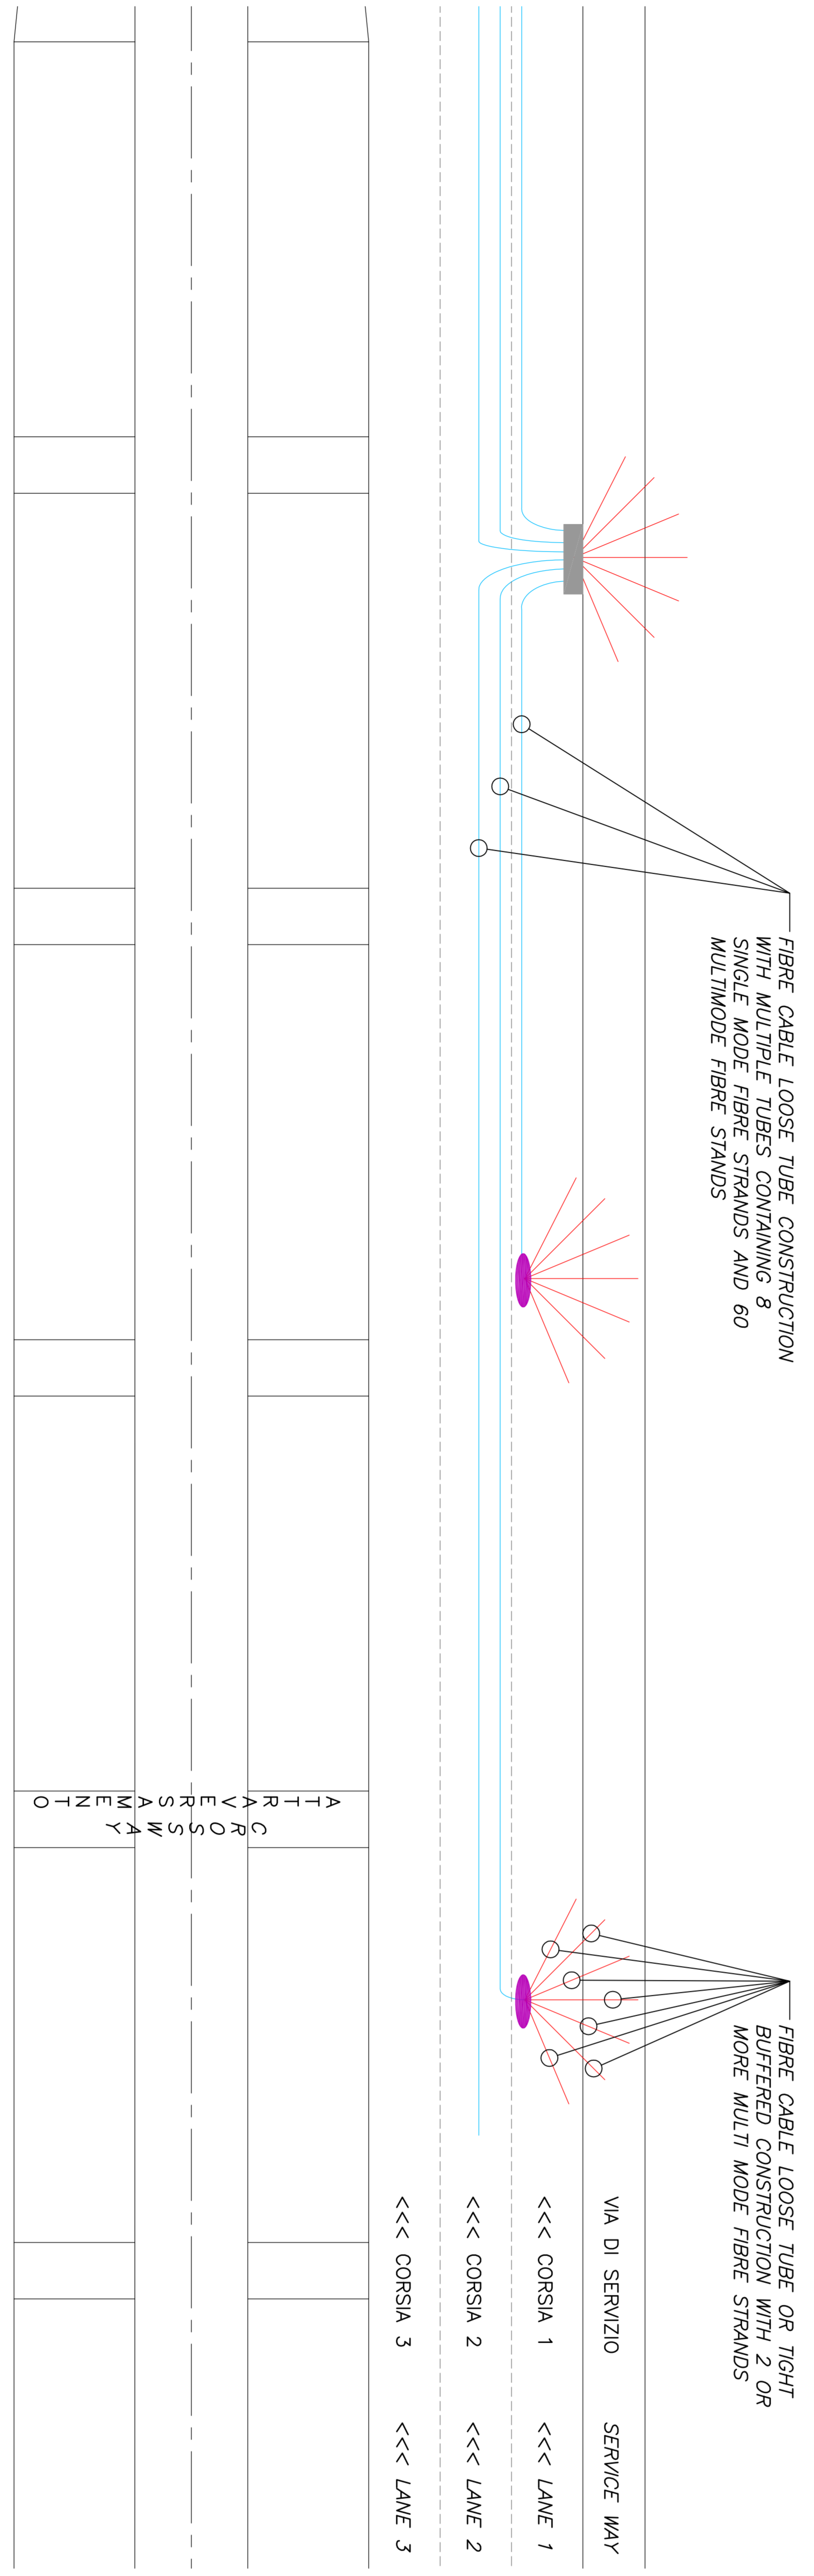 FIBRE CABLE LOOSE TUBE CONSTRUCTION
WITH MULTIPLE TUBES CONTAINING 8
SINGLE MODE FIBRE STRANDS AND 60
MULTIMODE FIBRE STANDS
FIBRE CABLE LOOSE TUBE OR TIGHT
BUFFERED CONSTRUCTION WITH 2 OR
MORE MULTI MODE FIBRE STRANDS
VIA DI SERVIZIO SERVICE WAY
<<< CORSIA 1 <<< LANE 1
<<< CORSIA 2 <<< LANE 2
<<< CORSIA 3 <<< LANE 3
ATTRAVERSAMENTO
CROSSWAY